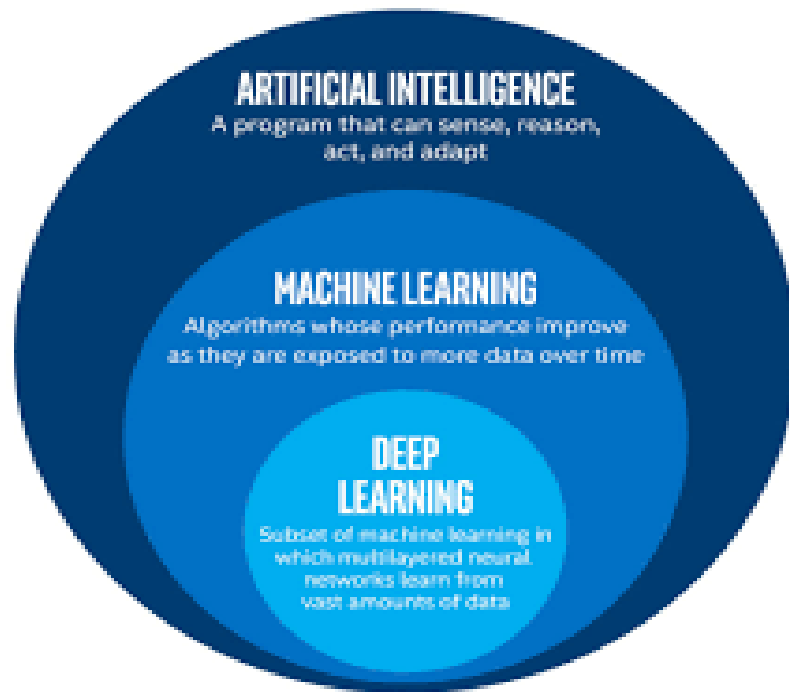 ARTIFICIAL INTELLIGENCE
A program that can sense, reason,
act, and adapt
MACHINE LEARNING
Algorithms whose performance improve
as they are exposed to more data over time
DEEP
LEARNING
Subset of machine learning in
which multilayered neural
networks learn from
vast amounts of data